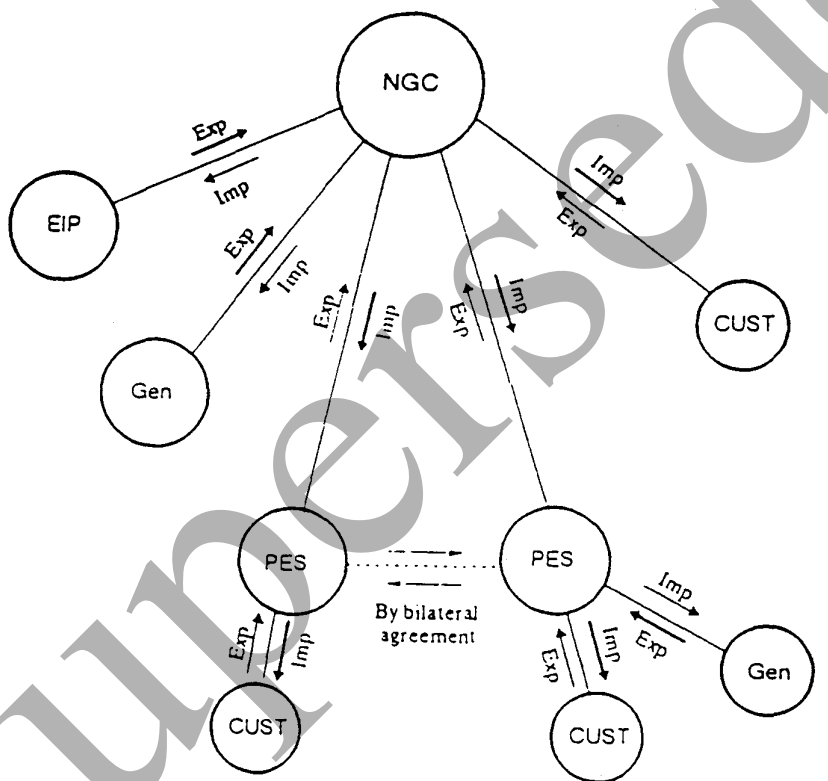 NGC
Exp
Imp
EIP
Exp
Imp
Gen
Exp
Imp
Exp
Imp
Imp
Exp
CUST
PES
PES
By bilateral
agreement
Exp
Imp
CUST
Exp
Imp
CUST
Imp
Exp
Gen
upersed